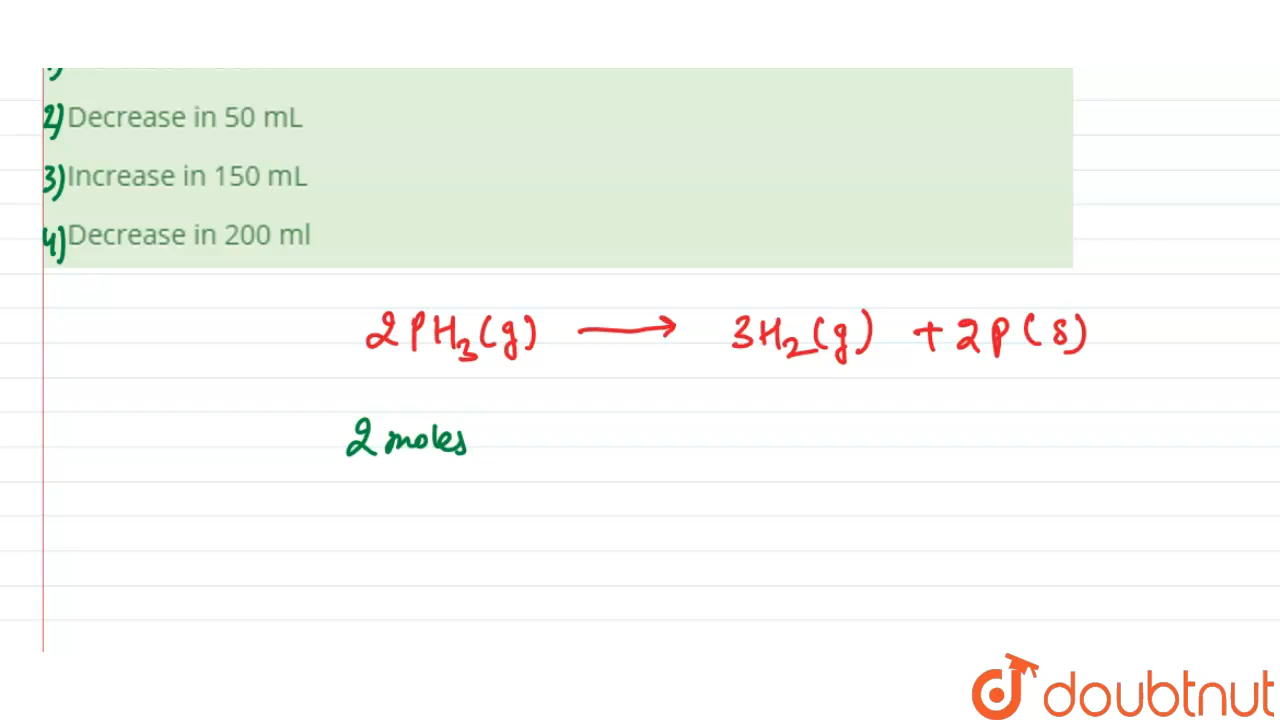 2) Decrease in 50 mL
3) Increase in 150 mL
4) Decrease in 200 ml
2PH₃(g) ⟶ 3H₂(g) + 2P(s)
2 moles
doubtnut